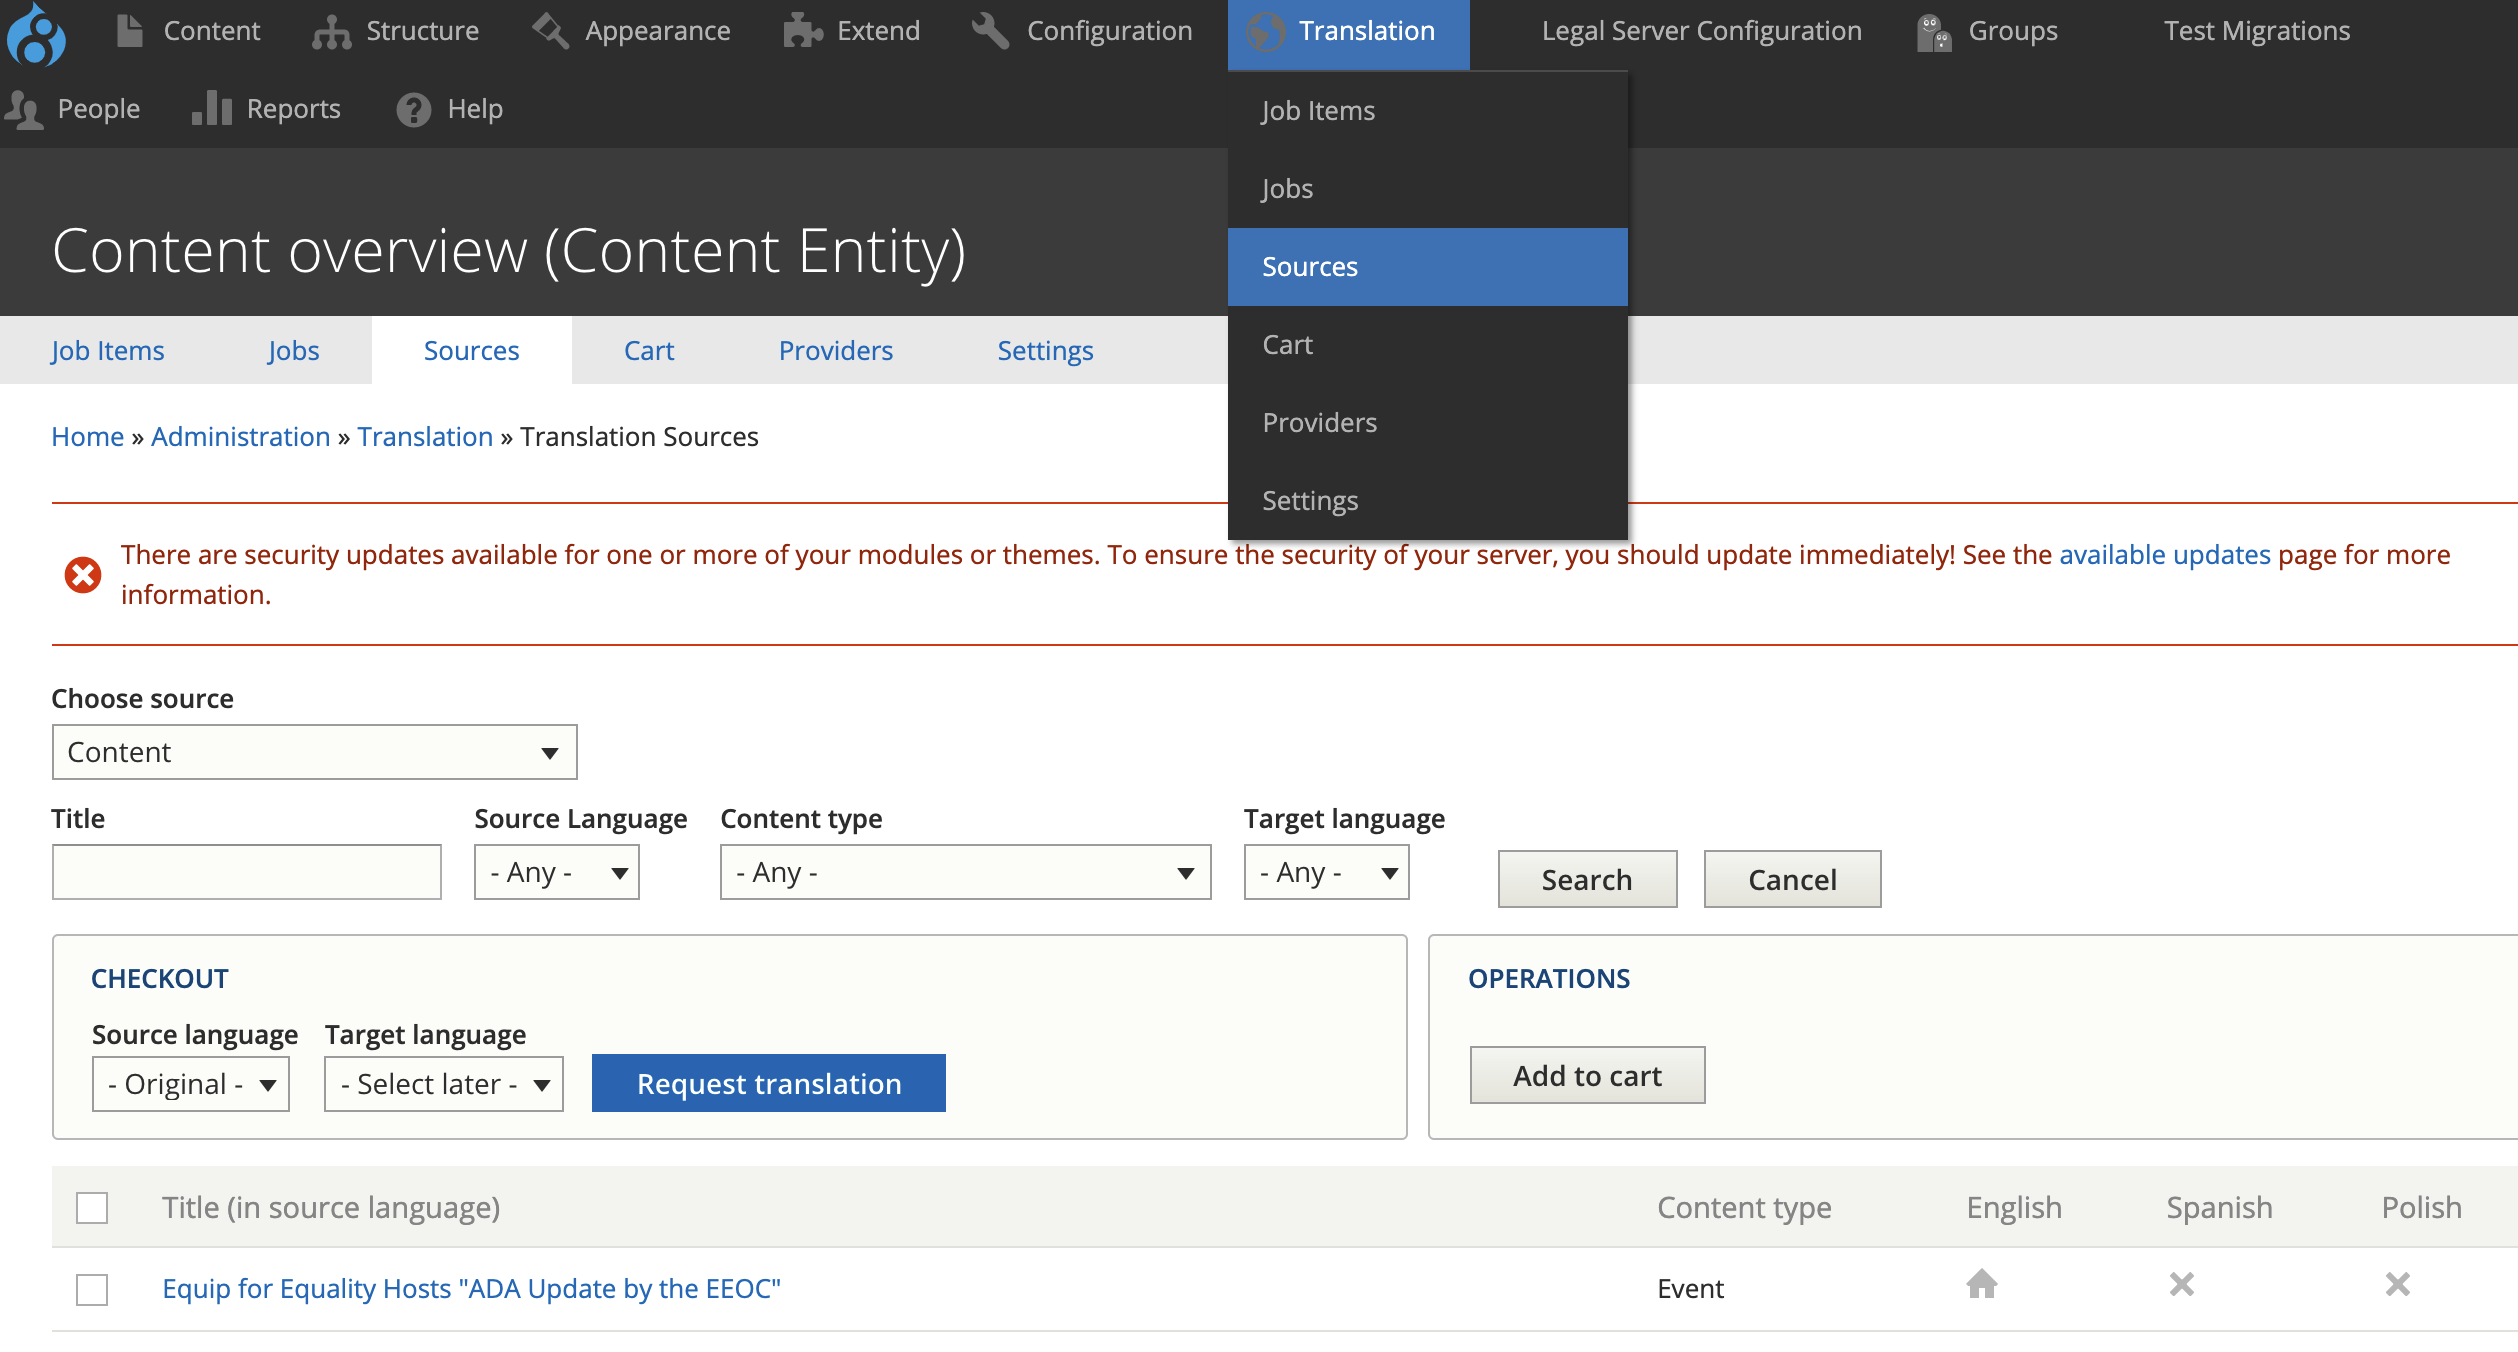 Content Structure Appearance Extend Configuration Translation Legal Server Configuration Groups Test Migrations
People Reports Help
Job Items
Jobs
Sources
Cart
Providers
Settings
Content overview (Content Entity)
Job Items Jobs Sources Cart Providers Settings
Home » Administration » Translation » Translation Sources
There are security updates available for one or more of your modules or themes. To ensure the security of your server, you should update immediately! See the available updates page for more
information.
Choose source
Content
Title Source Language Content type Target language
- Any - - Any - - Any - Search Cancel
CHECKOUT
Source language Target language
- Original - - Select later - Request translation
OPERATIONS
Add to cart
Title (in source language) Content type English Spanish Polish
Equip for Equality Hosts "ADA Update by the EEOC" Event